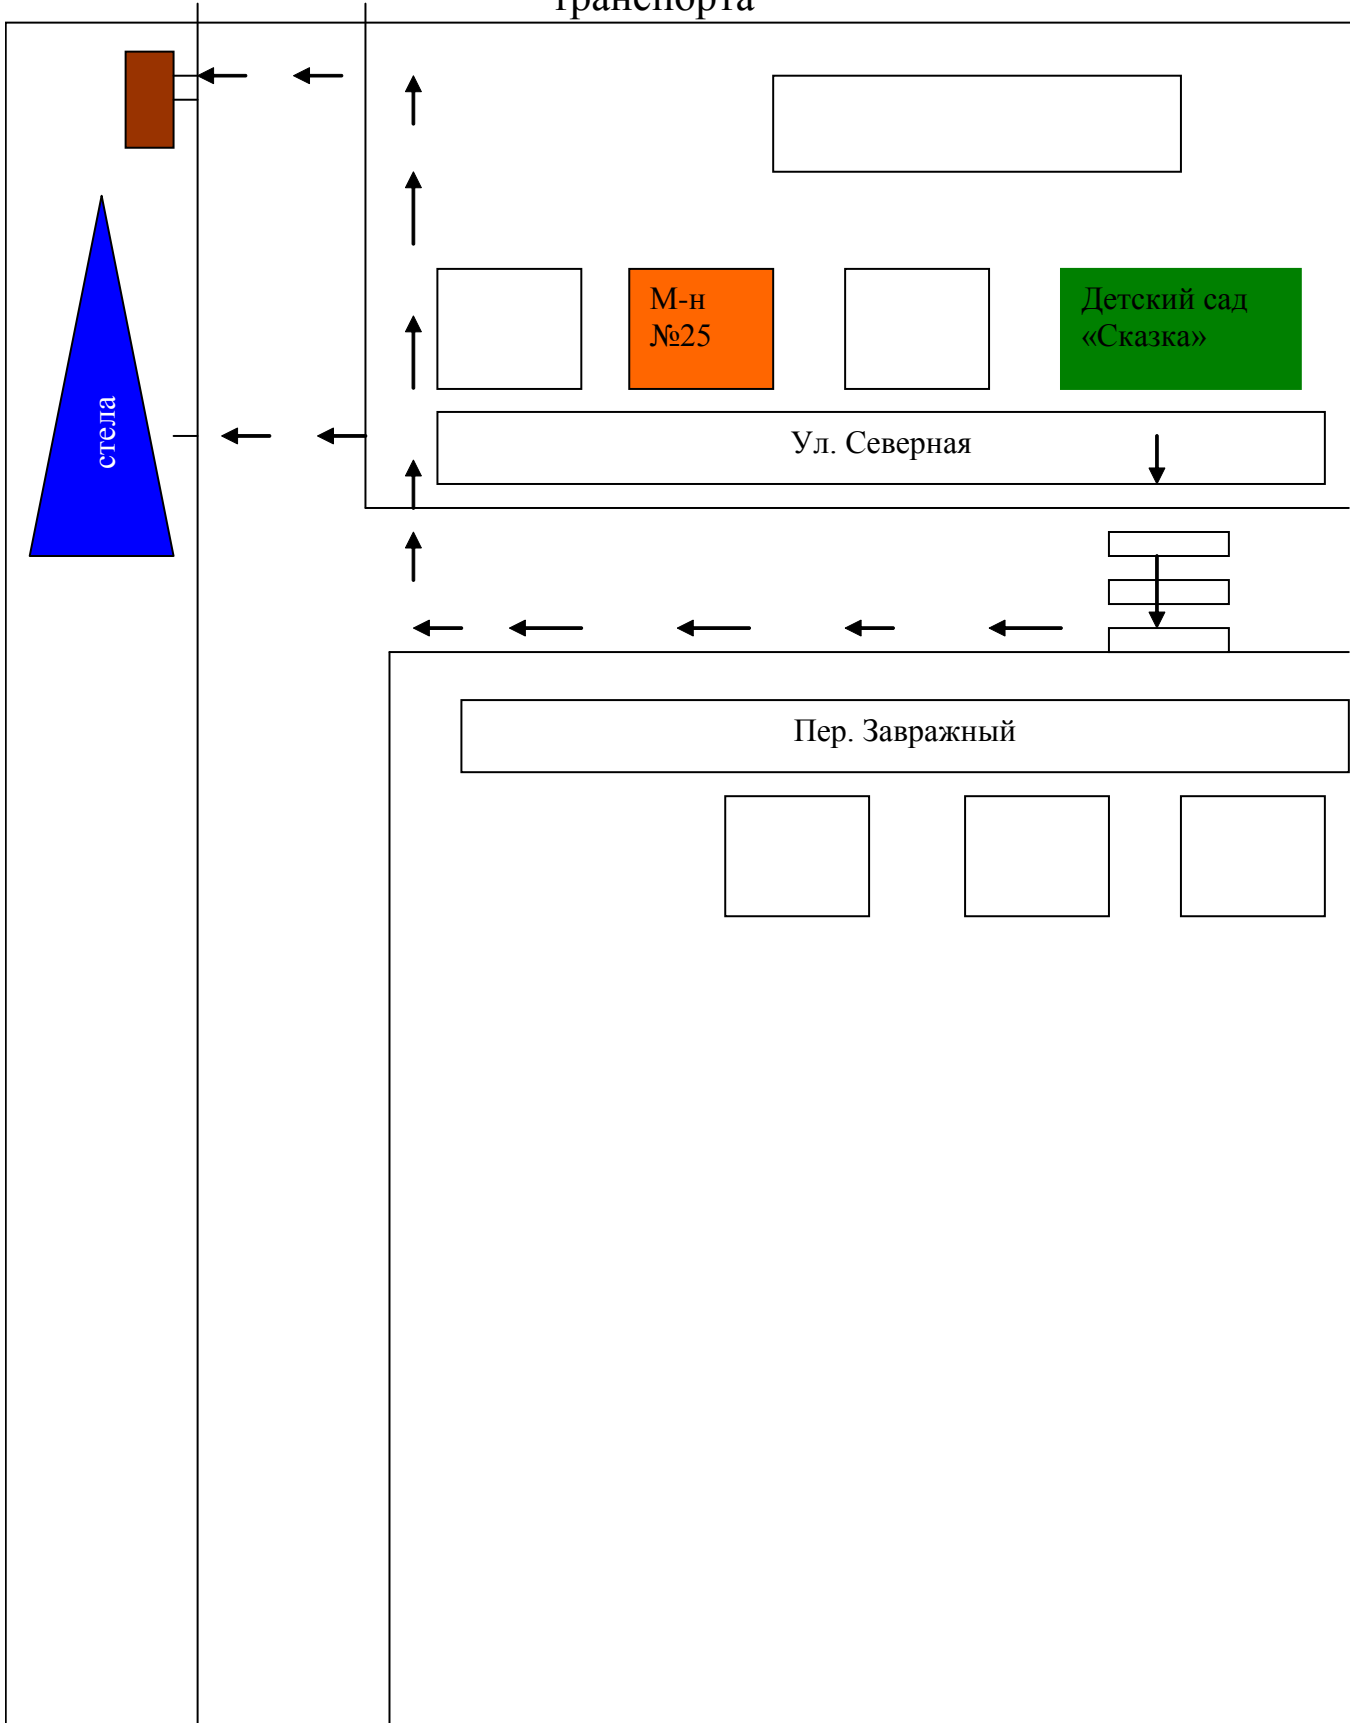 транспорта
М-н
№25
Детский сад
«Сказка»
стела
Ул. Северная
Пер. Завражный